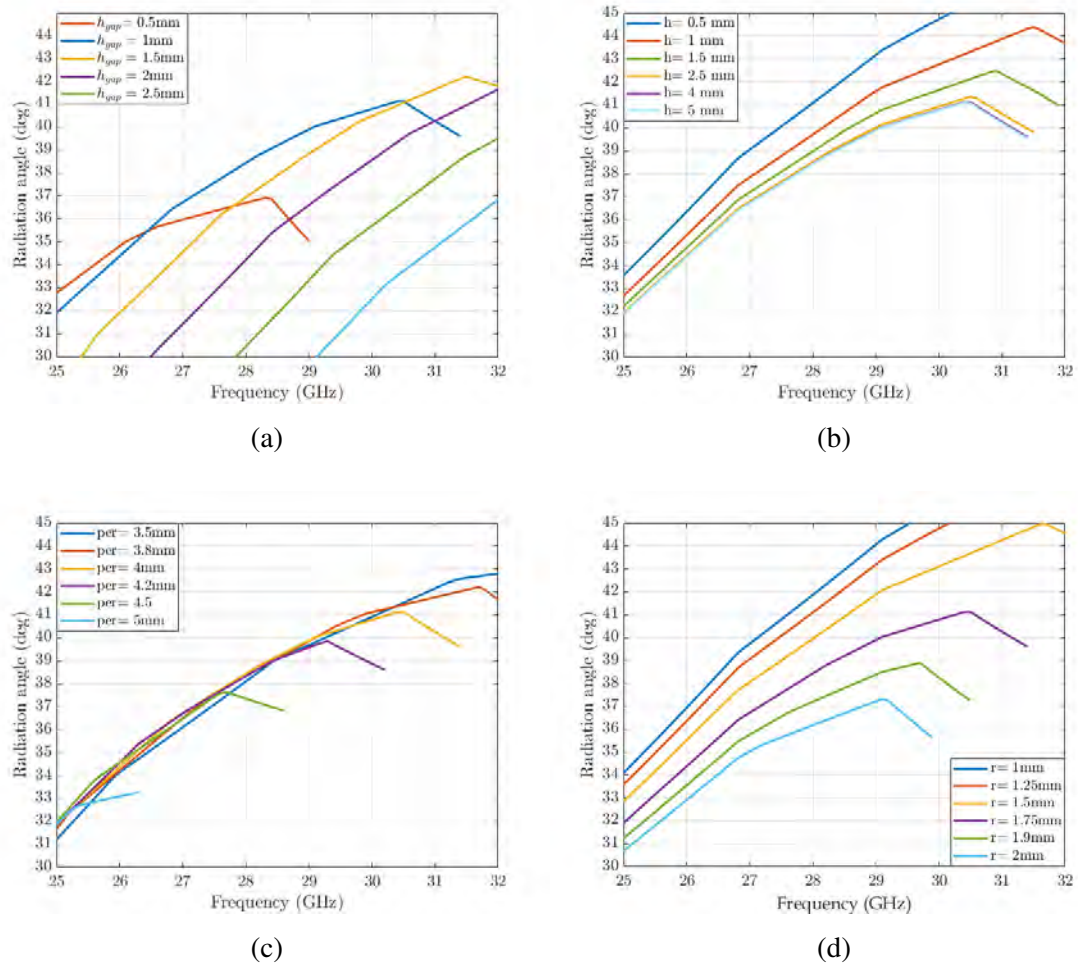 h_gap = 0.5mm
h_gap = 1mm
h_gap = 1.5mm
h_gap = 2mm
h_gap = 2.5mm
44
43
42
41
40
39
38
37
36
35
34
33
32
31
30
Radiation angle (deg)
25 26 27 28 29 30 31 32
Frequency (GHz)
(a)
h= 0.5 mm
h= 1 mm
h= 1.5 mm
h= 2.5 mm
h= 4 mm
h= 5 mm
45
44
43
42
41
40
39
38
37
36
35
34
33
32
31
30
Radiation angle (deg)
25 26 27 28 29 30 31 32
Frequency (GHz)
(b)
per= 3.5mm
per= 3.8mm
per= 4mm
per= 4.2mm
per= 4.5
per= 5mm
45
44
43
42
41
40
39
38
37
36
35
34
33
32
31
30
Radiation angle (deg)
25 26 27 28 29 30 31 32
Frequency (GHz)
(c)
45
44
43
42
41
40
39
38
37
36
35
34
33
32
31
30
Radiation angle (deg)
r= 1mm
r= 1.25mm
r= 1.5mm
r= 1.75mm
r= 1.9mm
r= 2mm
25 26 27 28 29 30 31 32
Frequency (GHz)
(d)